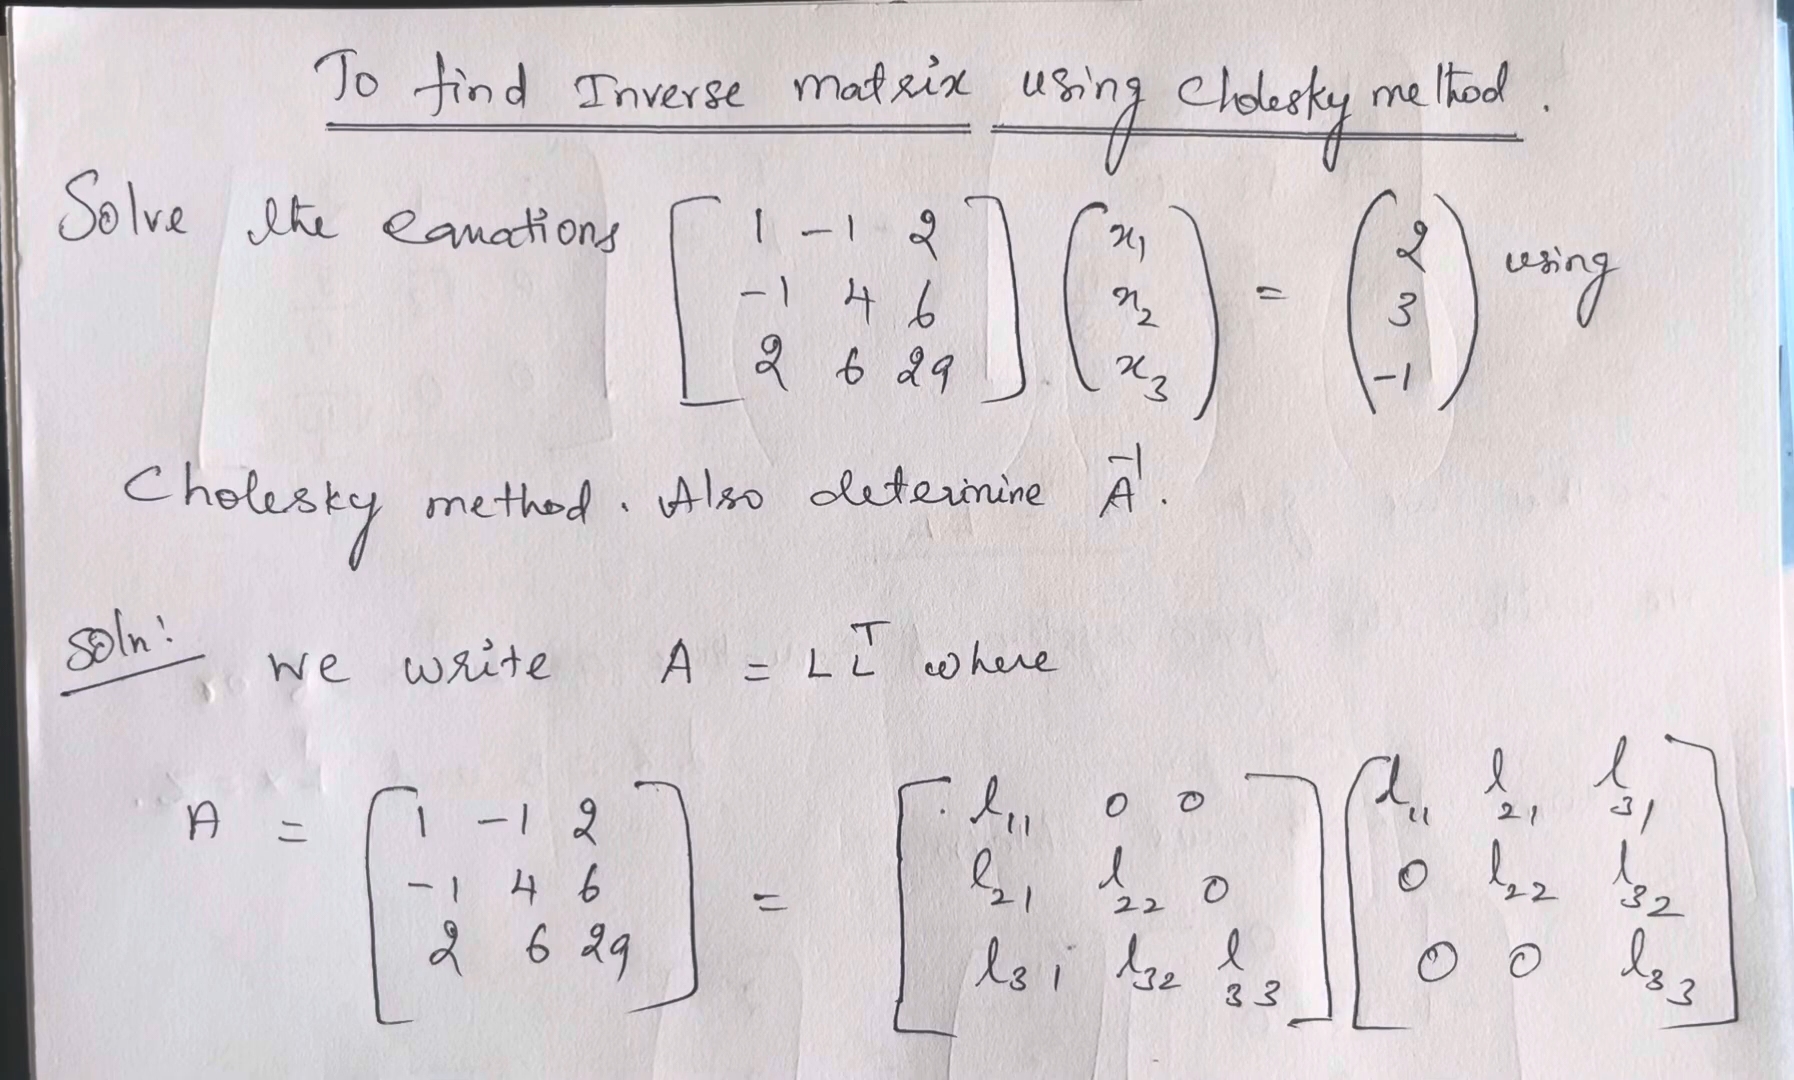 To find Inverse matrix using Cholesky method.
Solve the equations [1 -1 2; -1 4 6; 2 6 29] (x₁; x₂; x₃) = (2; 3; -1) using
Cholesky method. Also determine A⁻¹.
Soln: we write A = LLᵀ where
A = [1 -1 2; -1 4 6; 2 6 29] = [l₁₁ 0 0; l₂₁ l₂₂ 0; l₃₁ l₃₂ l₃₃] [l₁₁ l₂₁ l₃₁; 0 l₂₂ l₃₂; 0 0 l₃₃]